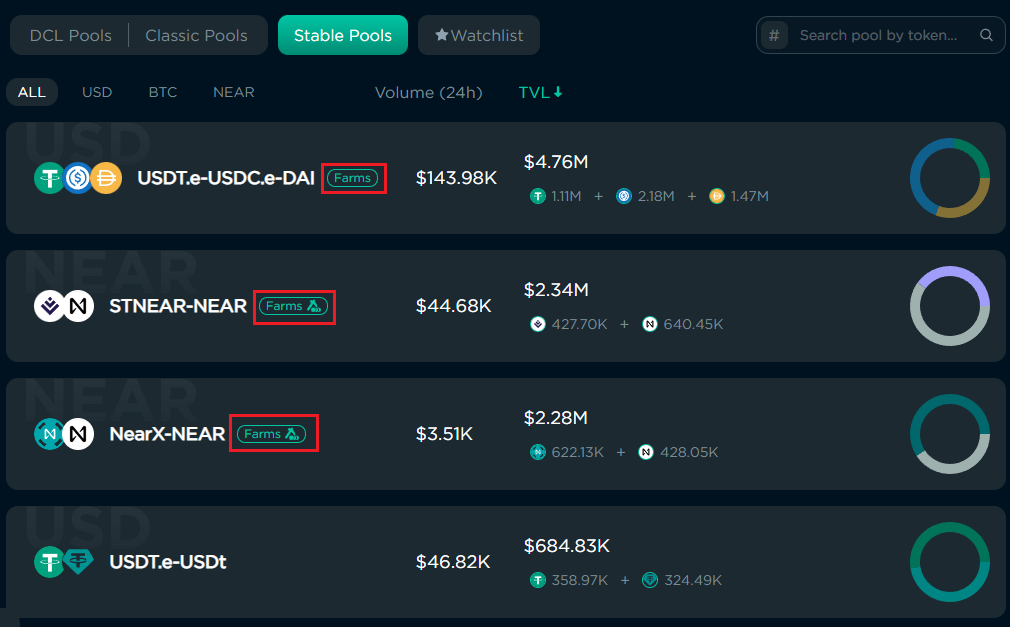 DCL Pools Classic Pools Stable Pools Watchlist # Search pool by token...
ALL USD BTC NEAR Volume (24h) TVL
USD
USDT.e-USDC.e-DAI Farms $143.98K $4.76M
1.11M + 2.18M + 1.47M
NEAR
STNEAR-NEAR Farms $44.68K $2.34M
427.70K + 640.45K
NEAR
NearX-NEAR Farms $3.51K $2.28M
622.13K + 428.05K
USD
USDT.e-USDt $46.82K $684.83K
358.97K + 324.49K